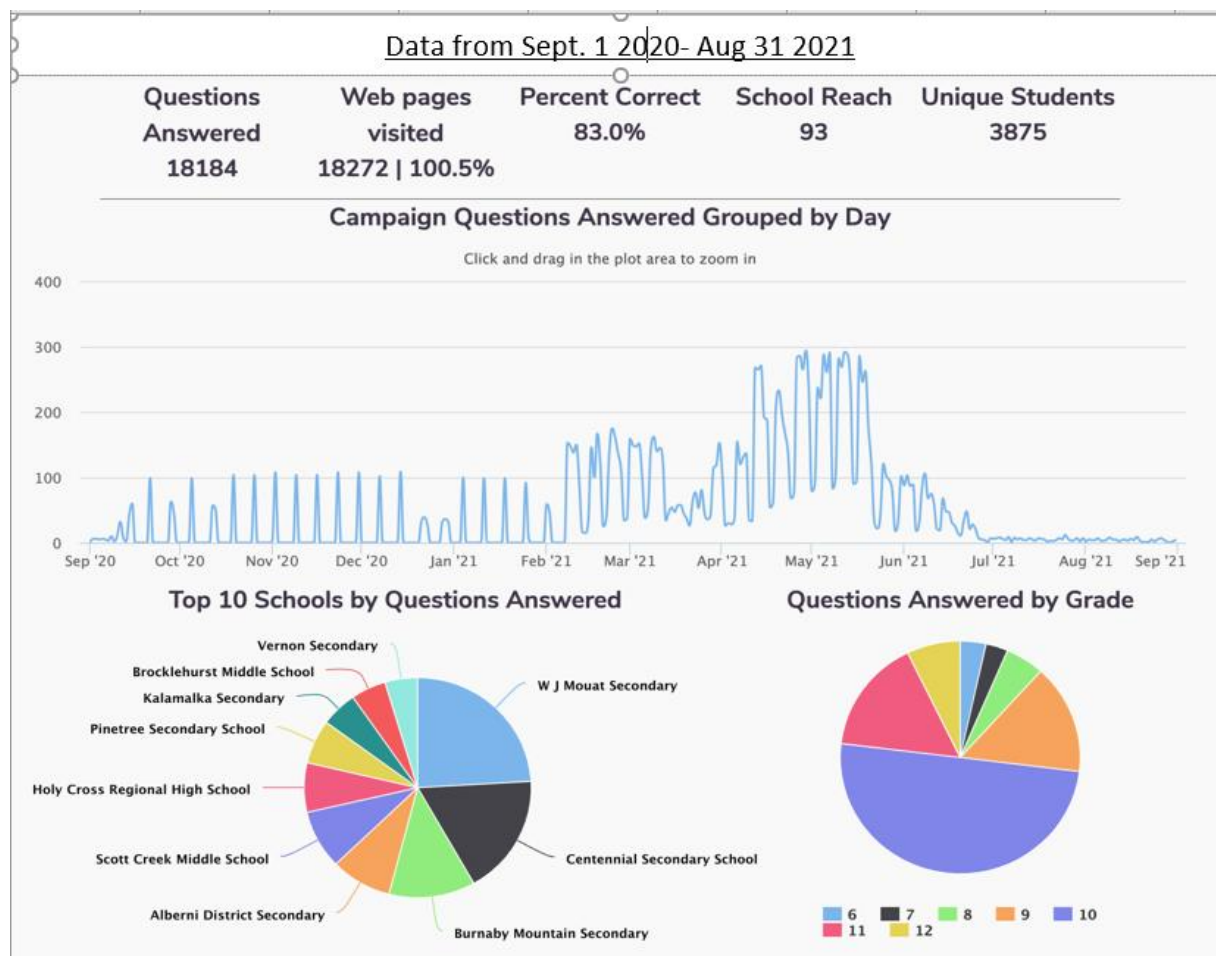 Data from Sept. 1 2020- Aug 31 2021
Questions
Answered
18184
Web pages
visited
18272 | 100.5%
Percent Correct
83.0%
School Reach
93
Unique Students
3875
Campaign Questions Answered Grouped by Day
Click and drag in the plot area to zoom in
400
300
200
100
0
Sep '20 Oct '20 Nov '20 Dec '20 Jan '21 Feb '21 Mar '21 Apr '21 May '21 Jun '21 Jul '21 Aug '21 Sep '21
Top 10 Schools by Questions Answered
Vernon Secondary
Brocklehurst Middle School
Kalamalka Secondary
Pinetree Secondary School
Holy Cross Regional High School
Scott Creek Middle School
Alberni District Secondary
Burnaby Mountain Secondary
Centennial Secondary School
W J Mouat Secondary
Questions Answered by Grade
6 7 8 9 10
11 12